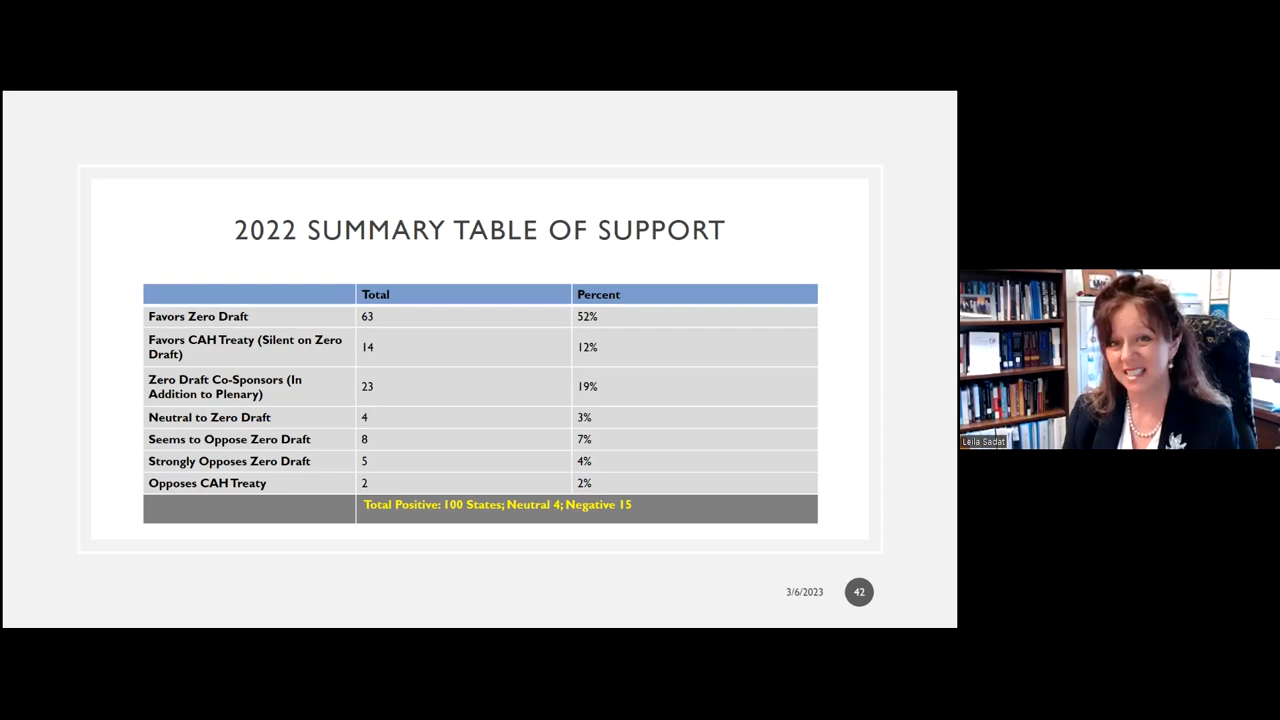 2022 SUMMARY TABLE OF SUPPORT
Total Percent
Favors Zero Draft 63 52%
Favors CAH Treaty (Silent on Zero
Draft) 14 12%
Zero Draft Co-Sponsors (In
Addition to Plenary) 23 19%
Neutral to Zero Draft 4 3%
Seems to Oppose Zero Draft 8 7%
Strongly Opposes Zero Draft 5 4%
Opposes CAH Treaty 2 2%
Total Positive: 100 States; Neutral 4; Negative 15
3/6/2023 42
Leila Sadat